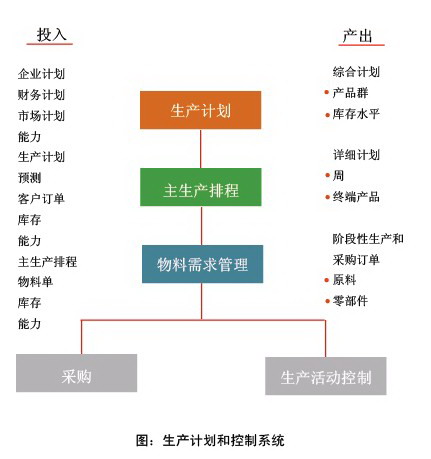 投入
企业计划
财务计划
市场计划
能力
生产计划
预测
客户订单
库存
能力
主生产排程
物料单
库存
能力
生产计划
主生产排程
物料需求管理
采购
生产活动控制
产出
综合计划
产品群
库存水平
详细计划
周
终端产品
阶段性生产和
采购订单
原料
零部件
图：生产计划和控制系统